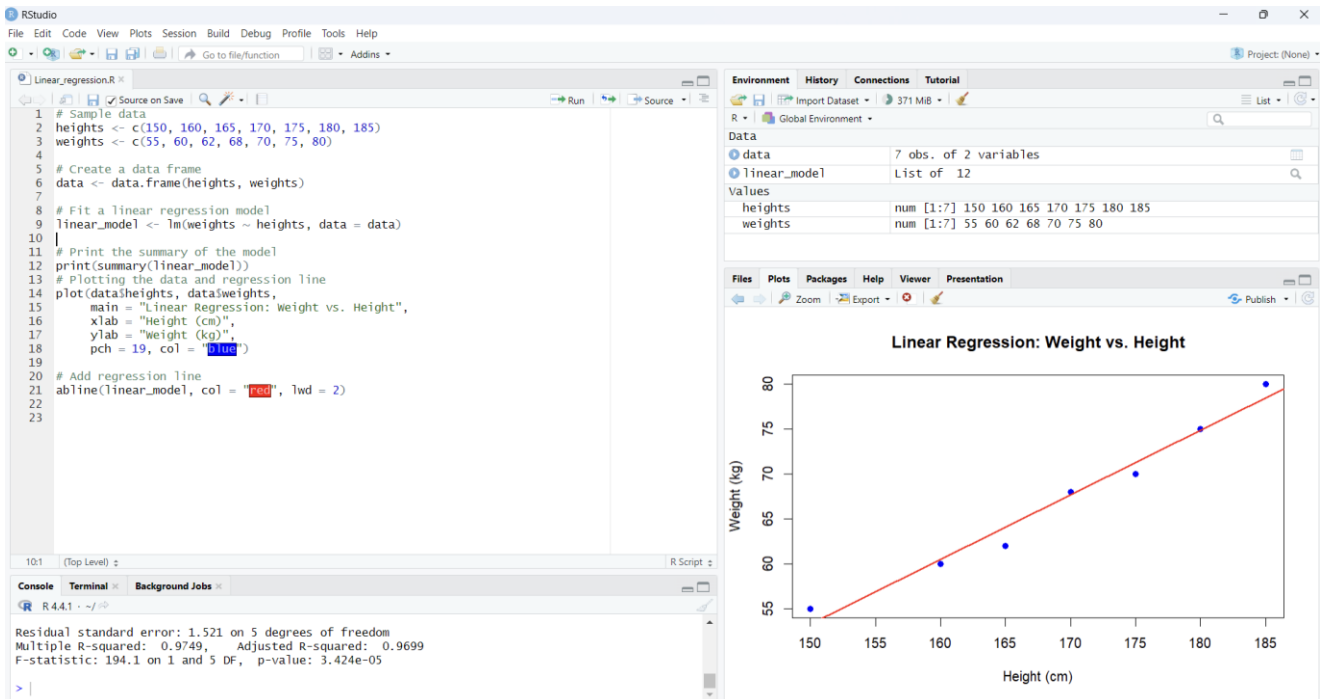 RStudio
File Edit Code View Plots Session Build Debug Profile Tools Help
Go to file/function Addins Project: (None)
Linear_regression.R
Source on Save Run Source
1 # Sample data
2 heights <- c(150, 160, 165, 170, 175, 180, 185)
3 weights <- c(55, 60, 62, 68, 70, 75, 80)
4
5 # Create a data frame
6 data <- data.frame(heights, weights)
7
8 # Fit a linear regression model
9 linear_model <- lm(weights ~ heights, data = data)
10
11 # Print the summary of the model
12 print(summary(linear_model))
13 # Plotting the data and regression line
14 plot(data$heights, data$weights,
15 main = "Linear Regression: Weight vs. Height",
16 xlab = "Height (cm)",
17 ylab = "Weight (kg)",
18 pch = 19, col = "blue")
19
20 # Add regression line
21 abline(linear_model, col = "red", lwd = 2)
22
23
10:1 (Top Level) R Script
Console Terminal Background Jobs
R 4.4.1 · ~/
Residual standard error: 1.521 on 5 degrees of freedom
Multiple R-squared: 0.9749, Adjusted R-squared: 0.9699
F-statistic: 194.1 on 1 and 5 DF, p-value: 3.424e-05
>
Environment History Connections Tutorial
Import Dataset 371 MiB List
R Global Environment
Data
data 7 obs. of 2 variables
linear_model List of 12
Values
heights num [1:7] 150 160 165 170 175 180 185
weights num [1:7] 55 60 62 68 70 75 80
Files Plots Packages Help Viewer Presentation
Zoom Export Publish
Linear Regression: Weight vs. Height
Weight (kg)
80
75
70
65
60
55
150 155 160 165 170 175 180 185
Height (cm)